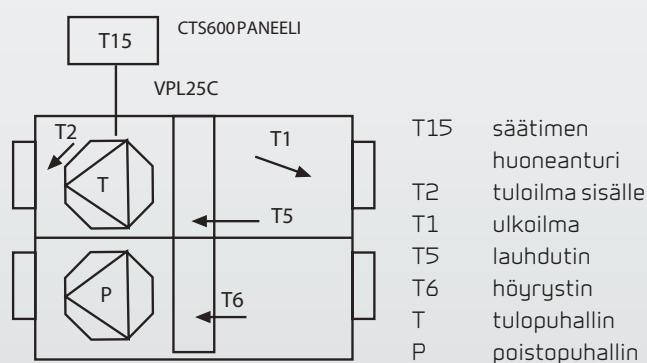 T15
CTS600 PANEELI
VPL25C
T2
T1
T
T5
P
T6
T15 säätimen
huoneanturi
T2 tuloilma sisälle
T1 ulkoilma
T5 lauhdutin
T6 höyrystin
T tulopuhallin
P poistopuhallin